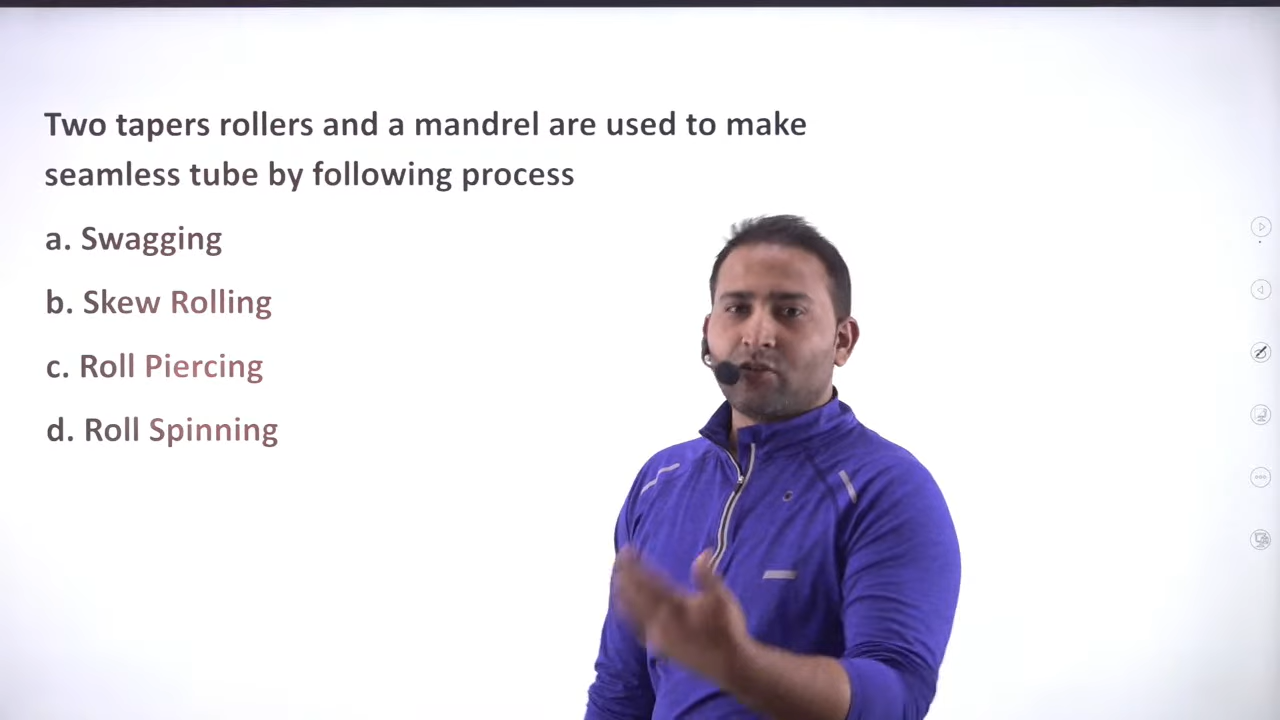 Two tapers rollers and a mandrel are used to make
seamless tube by following process
a. Swagging
b. Skew Rolling
c. Roll Piercing
d. Roll Spinning